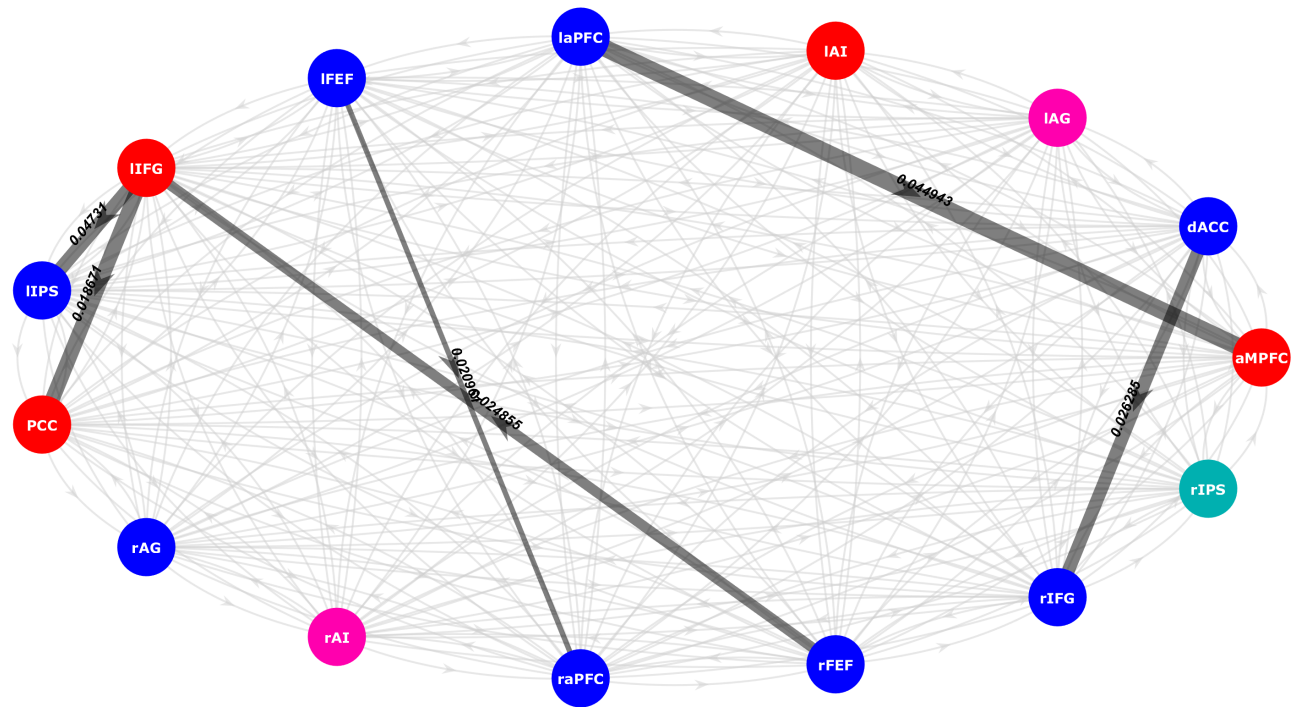 laPFC
lAI
lFEF
lAG
lIFG
0.044943
dACC
0.04731
lIPS
0.018671
aMPFC
0.024855
0.026285
PCC
rIPS
rAG
rIFG
rAI
rFEF
raPFC